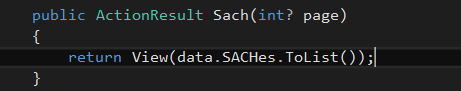 public ActionResult Sach(int? page)
{
return View(data.SACHes.ToList());
}